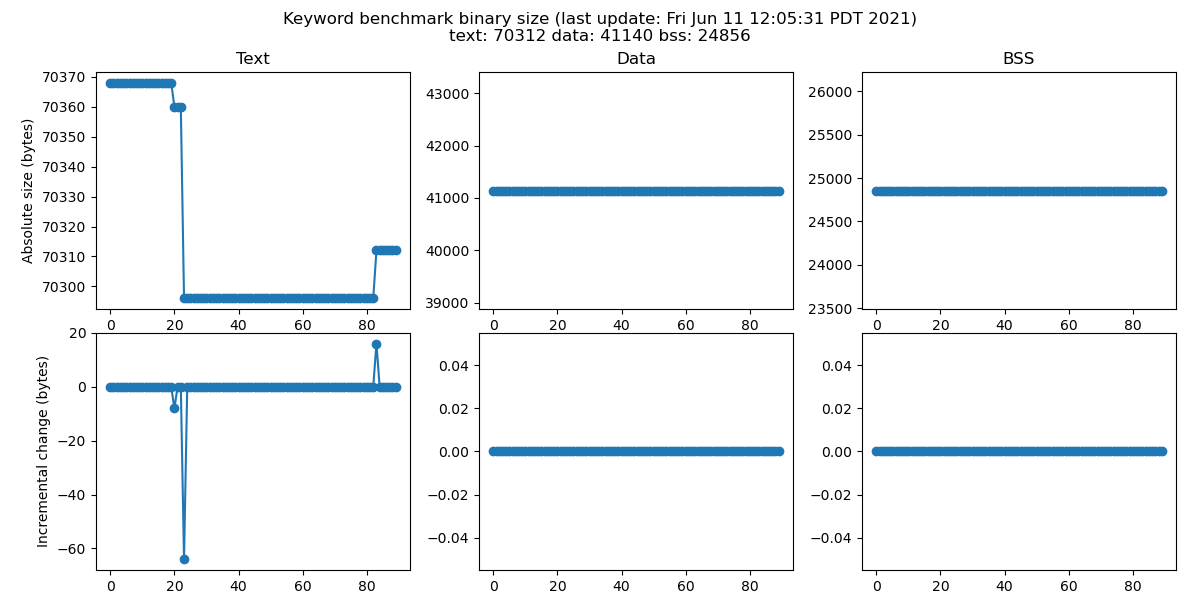 Keyword benchmark binary size (last update: Fri Jun 11 12:05:31 PDT 2021)
text: 70312 data: 41140 bss: 24856
Text
Data
BSS
Absolute size (bytes)
70370
70360
70350
70340
70330
70320
70310
70300
0 20 40 60 80
43000
42000
41000
40000
39000
0 20 40 60 80
26000
25500
25000
24500
24000
23500
0 20 40 60 80
Incremental change (bytes)
20
0
−20
−40
−60
0 20 40 60 80
0.04
0.02
0.00
−0.02
−0.04
0 20 40 60 80
0.04
0.02
0.00
−0.02
−0.04
0 20 40 60 80